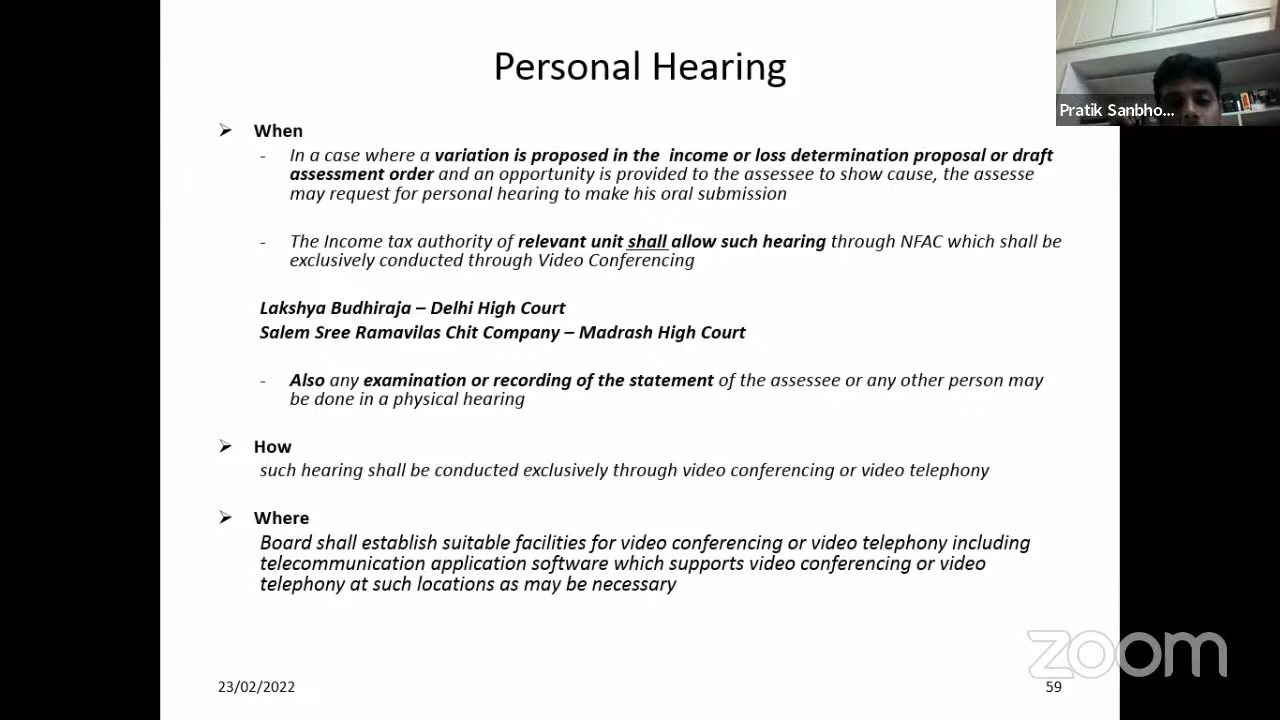 Personal Hearing
Pratik Sanbho...
➢ When
- In a case where a variation is proposed in the income or loss determination proposal or draft
assessment order and an opportunity is provided to the assessee to show cause, the assesse
may request for personal hearing to make his oral submission
- The Income tax authority of relevant unit shall allow such hearing through NFAC which shall be
exclusively conducted through Video Conferencing
Lakshya Budhiraja – Delhi High Court
Salem Sree Ramavilas Chit Company – Madrash High Court
- Also any examination or recording of the statement of the assessee or any other person may
be done in a physical hearing
➢ How
such hearing shall be conducted exclusively through video conferencing or video telephony
➢ Where
Board shall establish suitable facilities for video conferencing or video telephony including
telecommunication application software which supports video conferencing or video
telephony at such locations as may be necessary
zoom
23/02/2022
59